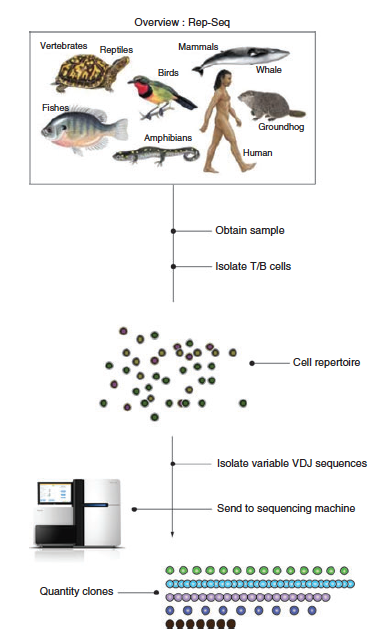 Overview : Rep-Seq
Vertebrates
Reptiles
Mammals
Birds
Whale
Fishes
Groundhog
Amphibians
Human
Obtain sample
Isolate T/B cells
Cell repertoire
Isolate variable VDJ sequences
Send to sequencing machine
Quantity clones